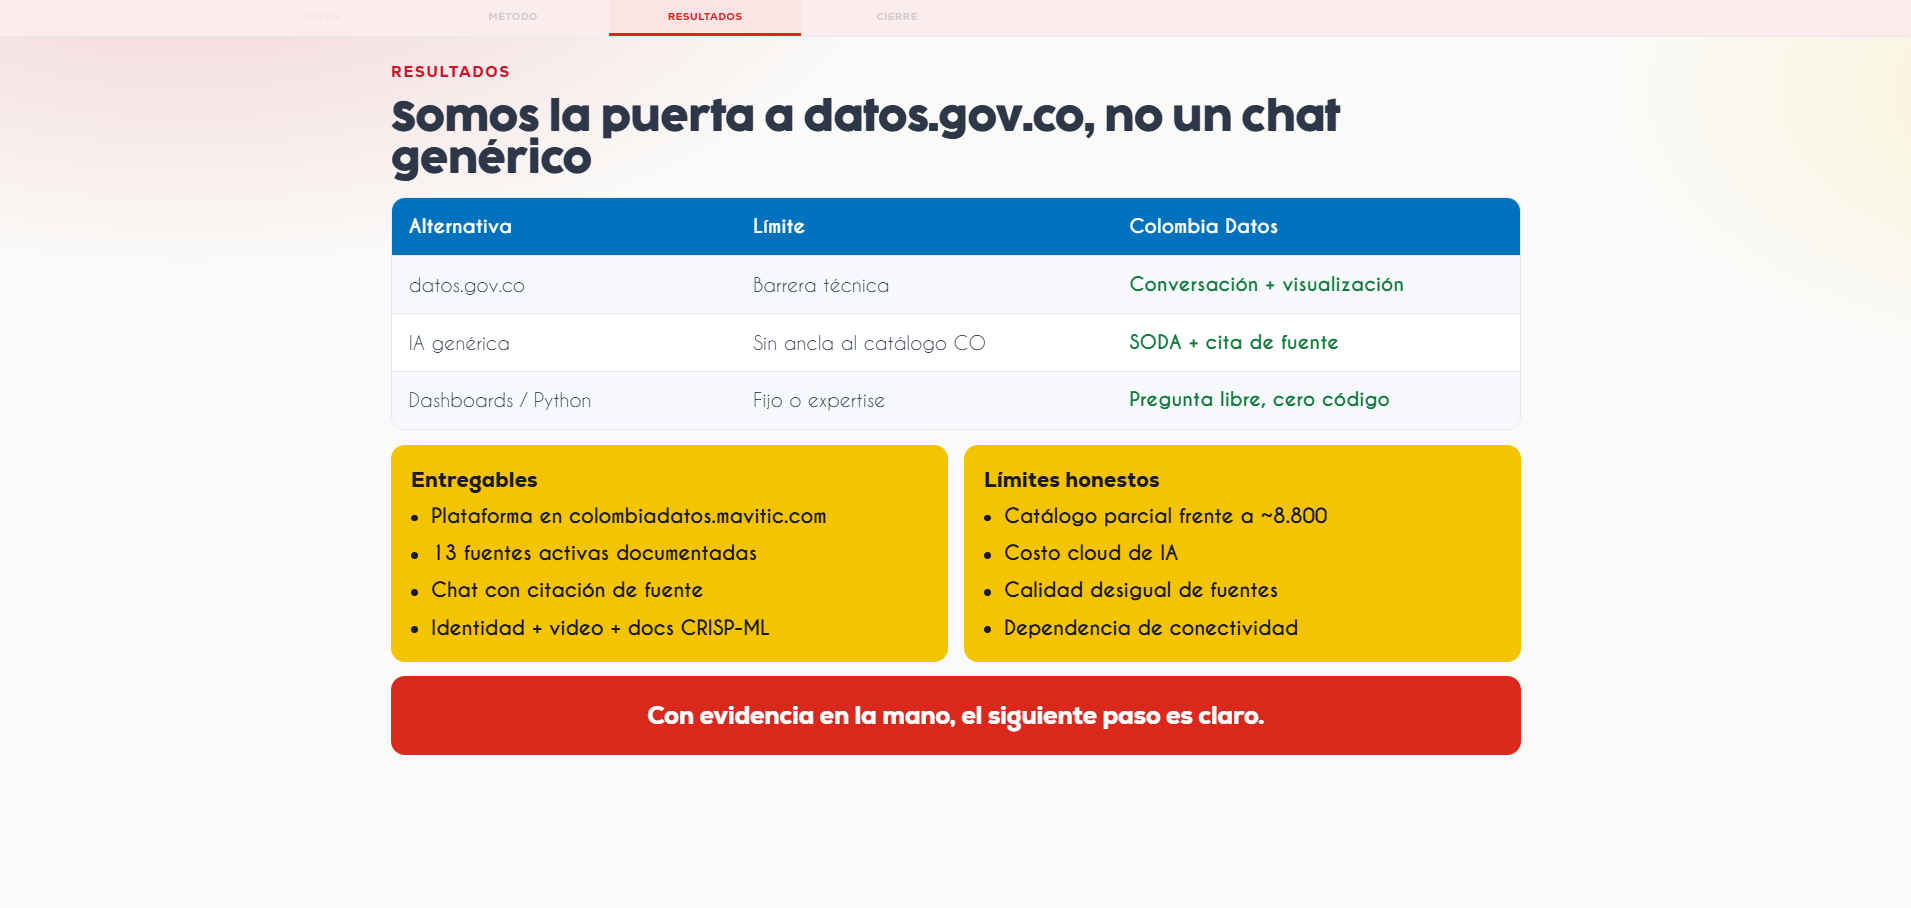 DATOS
MÉTODO
RESULTADOS
CIERRE
RESULTADOS
Somos la puerta a datos.gov.co, no un chat
genérico
Alternativa
Límite
Colombia Datos
datos.gov.co
Barrera técnica
Conversación + visualización
IA genérica
Sin ancla al catálogo CO
SODA + cita de fuente
Dashboards / Python
Fijo o expertise
Pregunta libre, cero código
Entregables
• Plataforma en colombiadatos.mavitic.com
• 13 fuentes activas documentadas
• Chat con citación de fuente
• Identidad + video + docs CRISP-ML
Límites honestos
• Catálogo parcial frente a ~8.800
• Costo cloud de IA
• Calidad desigual de fuentes
• Dependencia de conectividad
Con evidencia en la mano, el siguiente paso es claro.